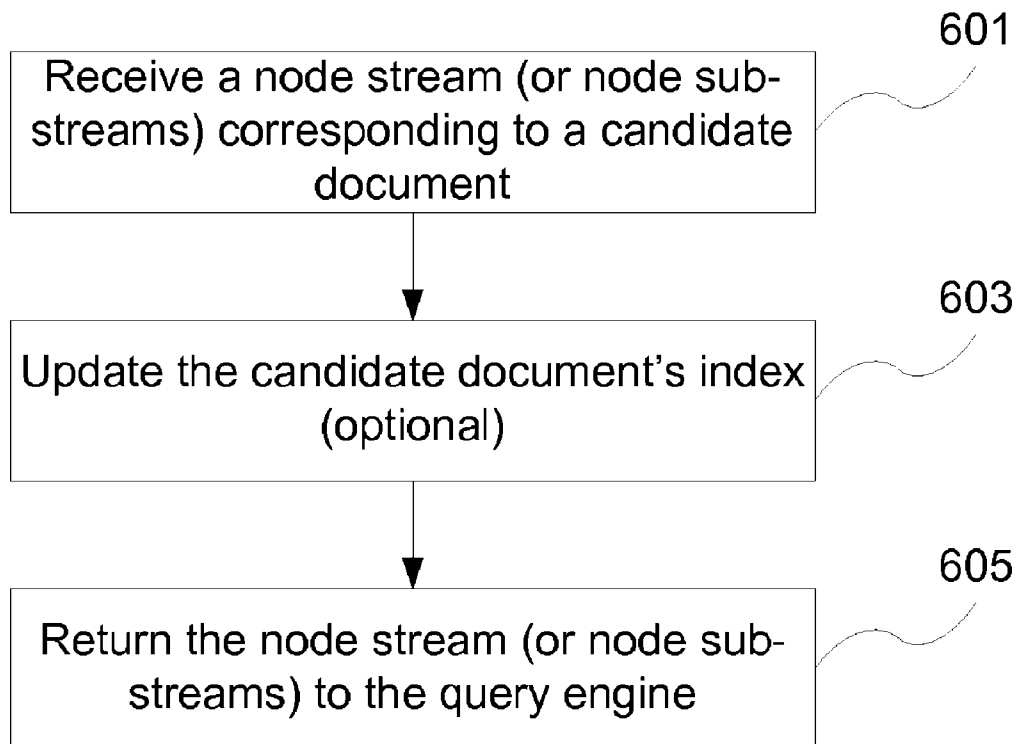 601
Receive a node stream (or node sub-
streams) corresponding to a candidate
document
603
Update the candidate document's index
(optional)
605
Return the node stream (or node sub-
streams) to the query engine